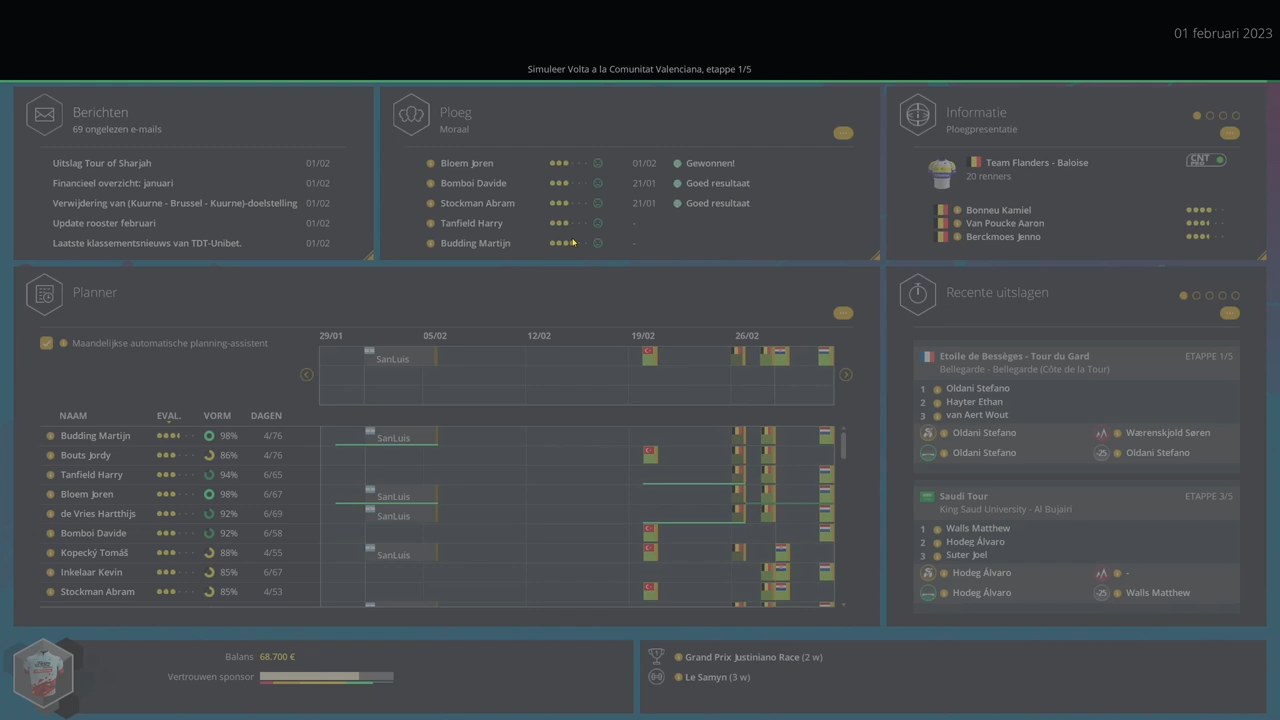 01 februari 2023
Simuleer Volta a la Comunitat Valenciana, etappe 1/5
Berichten
69 ongelezen e-mails
Uitslag Tour of Sharjah 01/02
Financieel overzicht: januari 01/02
Verwijdering van (Kuurne - Brussel - Kuurne)-doelstelling 01/02
Update rooster februari 01/02
Laatste klassementsnieuws van TDT-Unibet. 01/02
Ploeg
Moraal
Bloem Joren 01/02 Gewonnen!
Bomboi Davide 21/01 Goed resultaat
Stockman Abram 21/01 Goed resultaat
Tanfield Harry -
Budding Martijn -
Informatie
Ploegpresentatie
Team Flanders - Baloise
20 renners
CNT
PRO
Bonneu Kamiel
Van Poucke Aaron
Berckmoes Jenno
Planner
Maandelijkse automatische planning-assistent
29/01 05/02 12/02 19/02 26/02
SanLuis
NAAM EVAL. VORM DAGEN
Budding Martijn 98% 4/76 SanLuis
Bouts Jordy 86% 4/76
Tanfield Harry 94% 6/65
Bloem Joren 98% 6/67 SanLuis
de Vries Hartthijs 92% 6/69 SanLuis
Bomboi Davide 92% 6/58
Kopecký Tomáš 88% 4/55 SanLuis
Inkelaar Kevin 85% 6/67
Stockman Abram 85% 4/53
Recente uitslagen
Etoile de Bessèges - Tour du Gard ETAPPE 1/5
Bellegarde - Bellegarde (Côte de la Tour)
1 Oldani Stefano
2 Hayter Ethan
3 van Aert Wout
Oldani Stefano Wærenskjold Søren
Oldani Stefano -25 Oldani Stefano
Saudi Tour ETAPPE 3/5
King Saud University - Al Bujairi
1 Walls Matthew
2 Hodeg Álvaro
3 Suter Joel
Hodeg Álvaro -
Hodeg Álvaro -25 Walls Matthew
Balans 68.700 €
Vertrouwen sponsor
Grand Prix Justiniano Race (2 w)
Le Samyn (3 w)